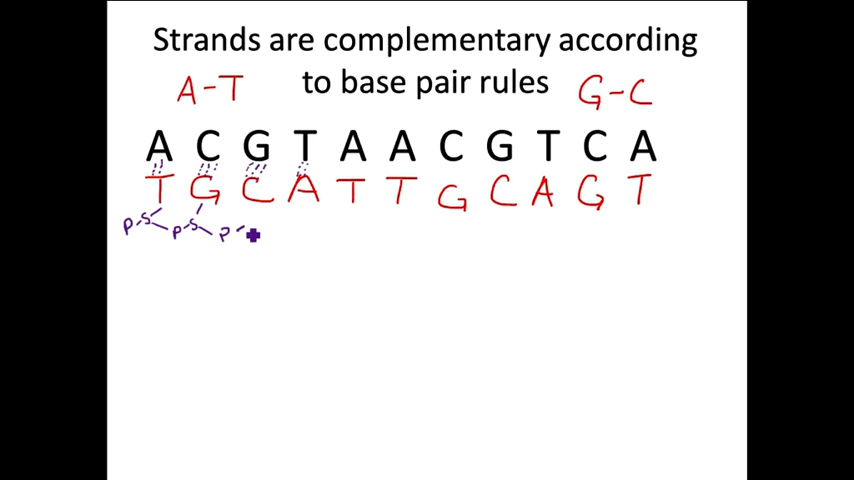 Strands are complementary according
A-T to base pair rules G-C
A C G T A A C G T C A
T G C A T T G C A G T
P-S P-S P